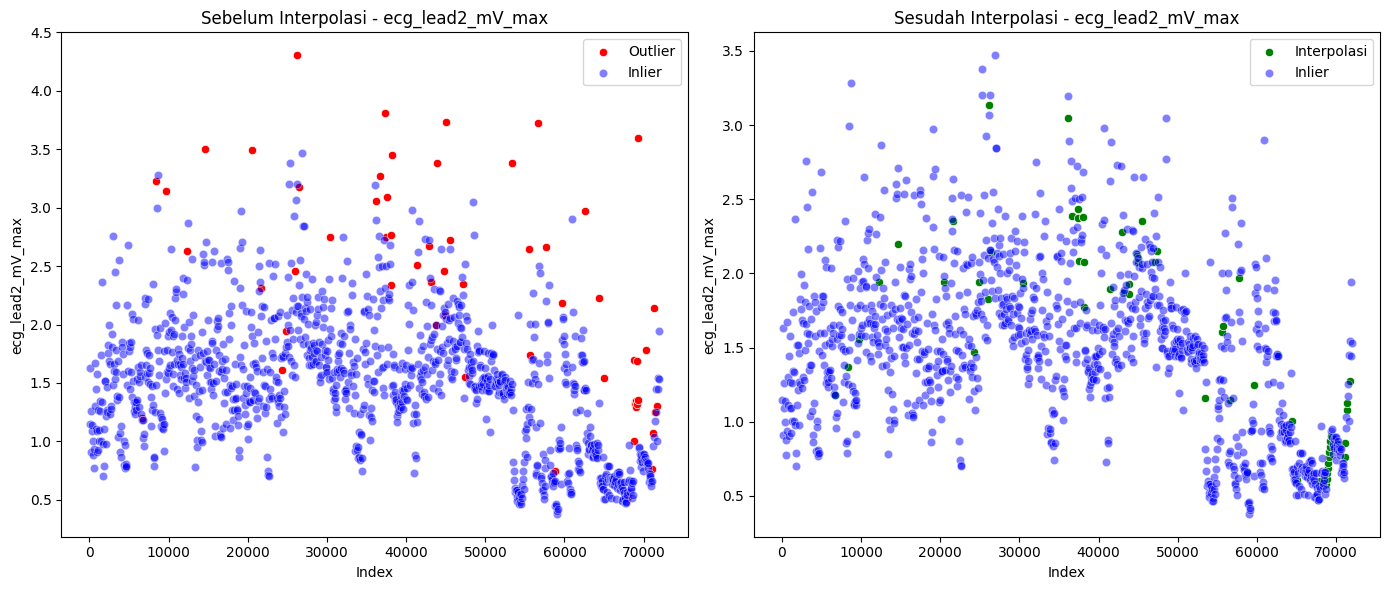 Sebelum Interpolasi - ecg_lead2_mV_max
4.5
4.0
3.5
3.0
2.5
2.0
1.5
1.0
0.5
ecg_lead2_mV_max
Outlier
Inlier
0 10000 20000 30000 40000 50000 60000 70000
Index
Sesudah Interpolasi - ecg_lead2_mV_max
3.5
3.0
2.5
2.0
1.5
1.0
0.5
ecg_lead2_mV_max
Interpolasi
Inlier
0 10000 20000 30000 40000 50000 60000 70000
Index